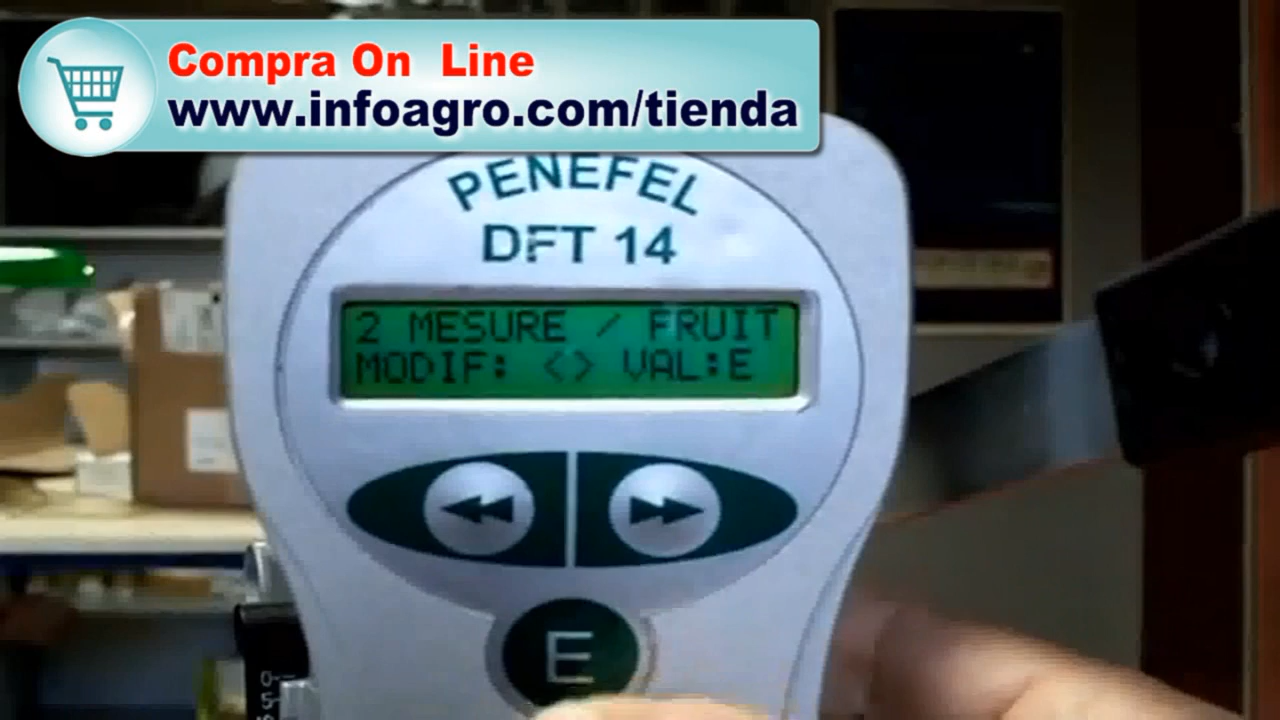 Compra On Line
www.infoagro.com/tienda
PENEFEL
DFT 14
2 MESURE / FRUIT
MODIF: <> VAL:E
E